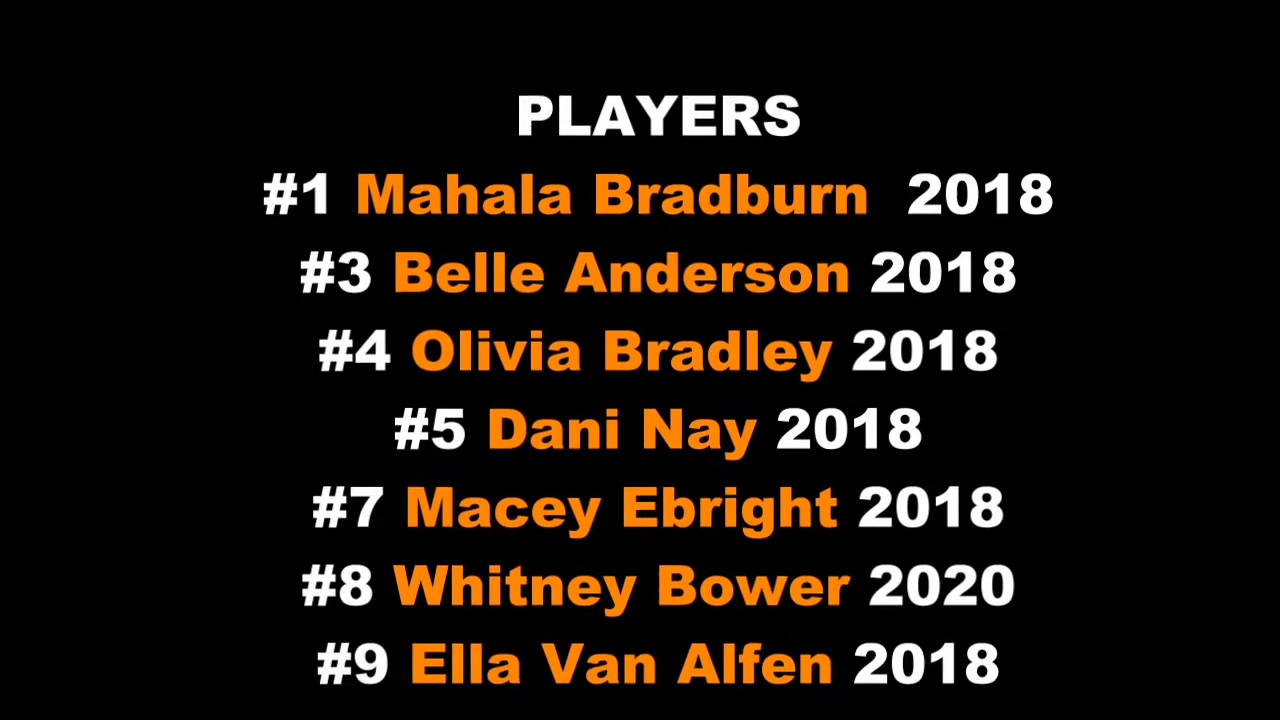 PLAYERS
#1 Mahala Bradburn  2018
#3 Belle Anderson 2018
#4 Olivia Bradley 2018
#5 Dani Nay 2018
#7 Macey Ebright 2018
#8 Whitney Bower 2020
#9 Ella Van Alfen 2018